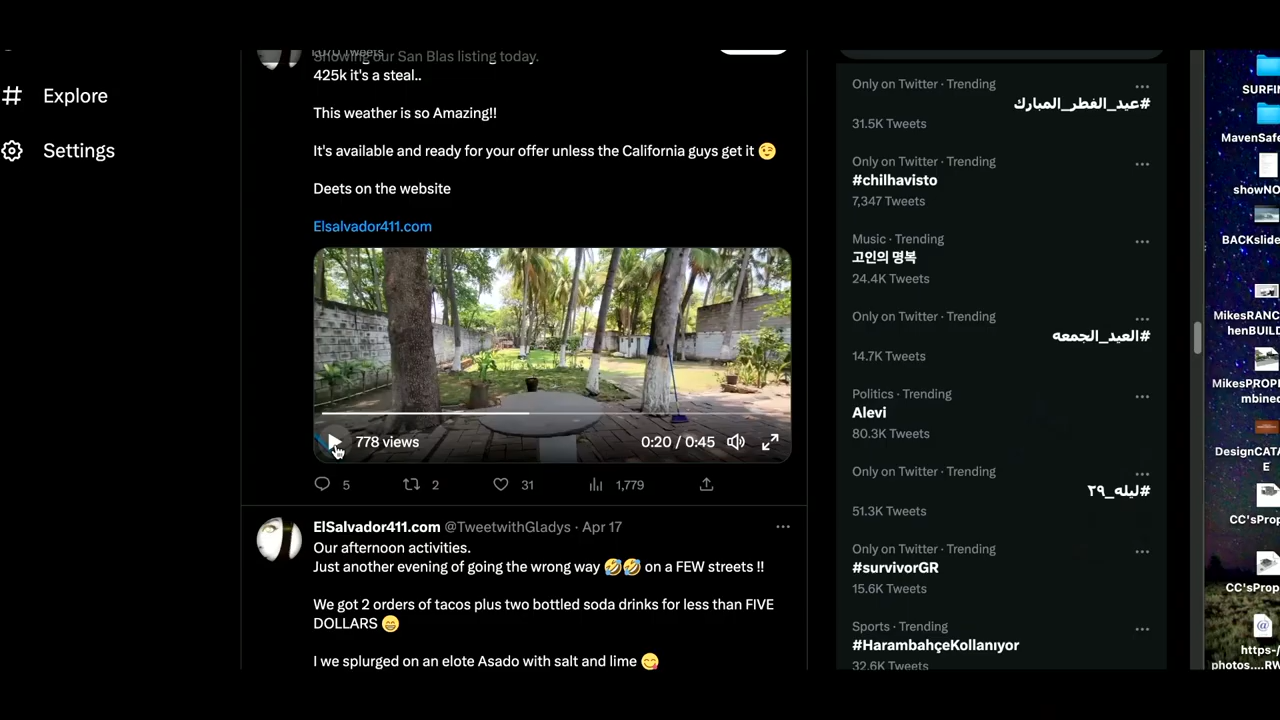 Explore
Settings
1,070 Tweets
Showing our San Blas listing today.
425k it's a steal..
This weather is so Amazing!!
It's available and ready for your offer unless the California guys get it 😉
Deets on the website
Elsalvador411.com
778 views
0:20 / 0:45
5
2
31
1,779
ElSalvador411.com @TweetwithGladys · Apr 17
Our afternoon activities.
Just another evening of going the wrong way 🤣🤣 on a FEW streets !!
We got 2 orders of tacos plus two bottled soda drinks for less than FIVE
DOLLARS 😁
I we splurged on an elote Asado with salt and lime 😋
Only on Twitter · Trending
#عيد_الفطر_المبارك
31.5K Tweets
Only on Twitter · Trending
#chilhavisto
7,347 Tweets
Music · Trending
고인의 명복
24.4K Tweets
Only on Twitter · Trending
#العيد_الجمعه
14.7K Tweets
Politics · Trending
Alevi
80.3K Tweets
Only on Twitter · Trending
#ليله_٢٩
51.3K Tweets
Only on Twitter · Trending
#survivorGR
15.6K Tweets
Sports · Trending
#HarambahçeKollanıyor
32.6K Tweets
SURFIN
MavenSafe
showNO
BACKslide
MikesRANC
henBUILD
MikesPROP
mbined
DesignCATA
E
CC'sPropo
CC'sProp
https-/
photos....RW